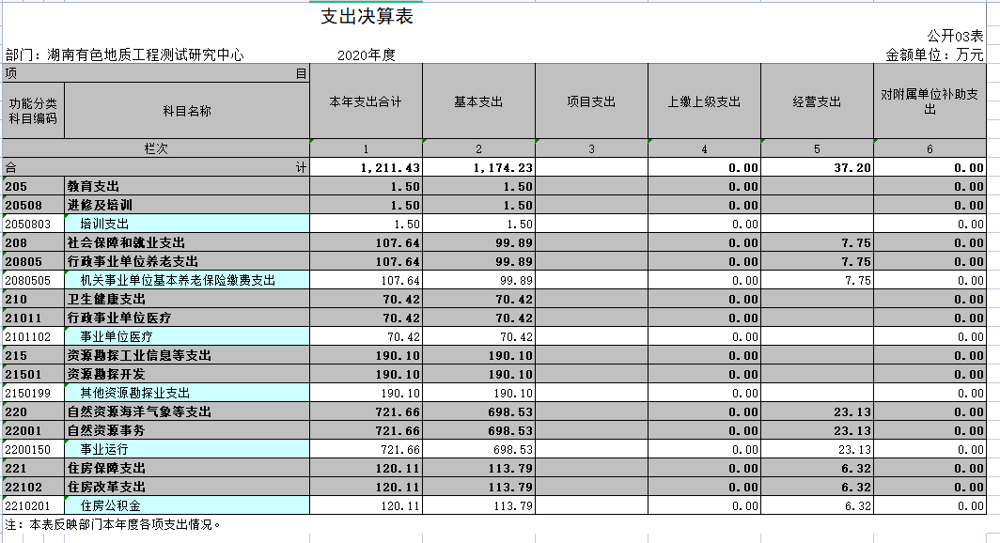 支出决算表
公开03表
部门：湖南有色地质工程测试研究中心 2020年度 金额单位：万元
项 目 本年支出合计 基本支出 项目支出 上缴上级支出 经营支出 对附属单位补助支出
功能分类科目编码 科目名称
栏次 1 2 3 4 5 6
合 计 1,211.43 1,174.23 0.00 37.20 0.00
205 教育支出 1.50 1.50 0.00 0.00
20508 进修及培训 1.50 1.50 0.00 0.00
2050803 培训支出 1.50 1.50 0.00 0.00
208 社会保障和就业支出 107.64 99.89 0.00 7.75 0.00
20805 行政事业单位养老支出 107.64 99.89 0.00 7.75 0.00
2080505 机关事业单位基本养老保险缴费支出 107.64 99.89 0.00 7.75 0.00
210 卫生健康支出 70.42 70.42 0.00 0.00
21011 行政事业单位医疗 70.42 70.42 0.00 0.00
2101102 事业单位医疗 70.42 70.42 0.00 0.00
215 资源勘探工业信息等支出 190.10 190.10 0.00 0.00
21501 资源勘探开发 190.10 190.10 0.00 0.00
2150199 其他资源勘探业支出 190.10 190.10 0.00 0.00
220 自然资源海洋气象等支出 721.66 698.53 0.00 23.13 0.00
22001 自然资源事务 721.66 698.53 0.00 23.13 0.00
2200150 事业运行 721.66 698.53 0.00 23.13 0.00
221 住房保障支出 120.11 113.79 0.00 6.32 0.00
22102 住房改革支出 120.11 113.79 0.00 6.32 0.00
2210201 住房公积金 120.11 113.79 0.00 6.32 0.00
注：本表反映部门本年度各项支出情况。